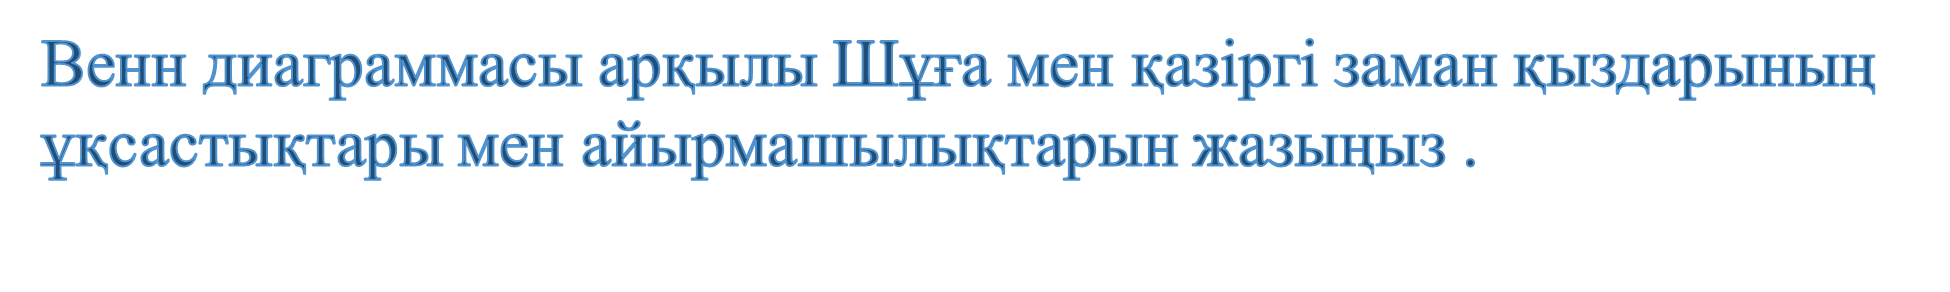 Венн диаграммасы арқылы Шұға мен қазіргі заман қыздарының
ұқсастықтары мен айырмашылықтарын жазыңыз .